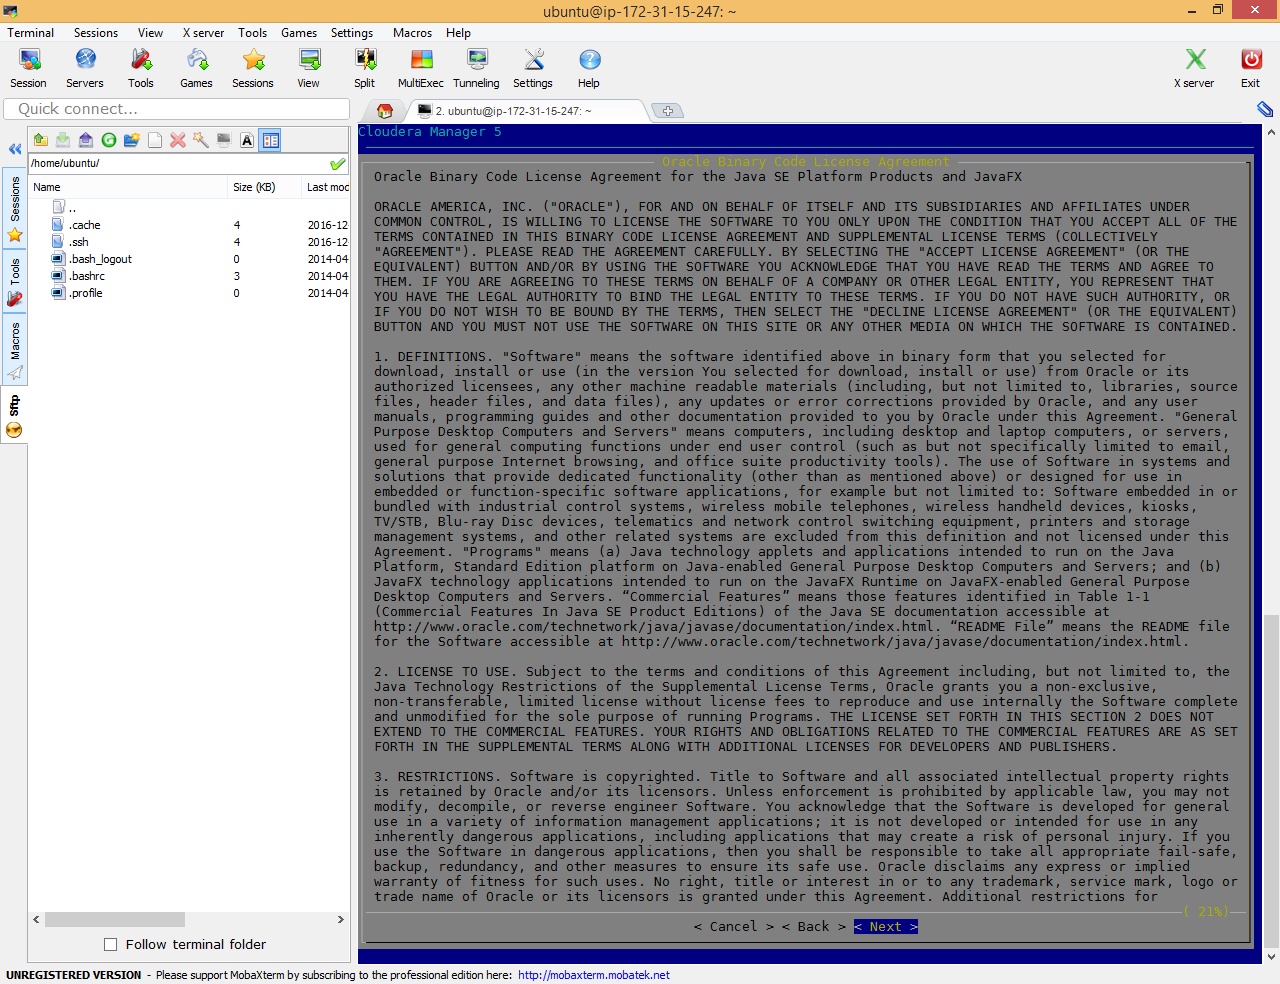 ubuntu@ip-172-31-15-247: ~
Terminal Sessions View X server Tools Games Settings Macros Help
Session Servers Tools Games Sessions View Split MultiExec Tunneling Settings Help X server Exit
Quick connect...
2. ubuntu@ip-172-31-15-247: ~
/home/ubuntu/
Name Size (KB) Last mod
..
.cache 4 2016-12
.ssh 4 2016-12
.bash_logout 0 2014-04
.bashrc 3 2014-04
.profile 0 2014-04
Sessions
Tools
Macros
Sftp
Follow terminal folder
Cloudera Manager 5
Oracle Binary Code License Agreement
Oracle Binary Code License Agreement for the Java SE Platform Products and JavaFX
ORACLE AMERICA, INC. ("ORACLE"), FOR AND ON BEHALF OF ITSELF AND ITS SUBSIDIARIES AND AFFILIATES UNDER
COMMON CONTROL, IS WILLING TO LICENSE THE SOFTWARE TO YOU ONLY UPON THE CONDITION THAT YOU ACCEPT ALL OF THE
TERMS CONTAINED IN THIS BINARY CODE LICENSE AGREEMENT AND SUPPLEMENTAL LICENSE TERMS (COLLECTIVELY
"AGREEMENT"). PLEASE READ THE AGREEMENT CAREFULLY. BY SELECTING THE "ACCEPT LICENSE AGREEMENT" (OR THE
EQUIVALENT) BUTTON AND/OR BY USING THE SOFTWARE YOU ACKNOWLEDGE THAT YOU HAVE READ THE TERMS AND AGREE TO
THEM. IF YOU ARE AGREEING TO THESE TERMS ON BEHALF OF A COMPANY OR OTHER LEGAL ENTITY, YOU REPRESENT THAT
YOU HAVE THE LEGAL AUTHORITY TO BIND THE LEGAL ENTITY TO THESE TERMS. IF YOU DO NOT HAVE SUCH AUTHORITY, OR
IF YOU DO NOT WISH TO BE BOUND BY THE TERMS, THEN SELECT THE "DECLINE LICENSE AGREEMENT" (OR THE EQUIVALENT)
BUTTON AND YOU MUST NOT USE THE SOFTWARE ON THIS SITE OR ANY OTHER MEDIA ON WHICH THE SOFTWARE IS CONTAINED.
1. DEFINITIONS. "Software" means the software identified above in binary form that you selected for
download, install or use (in the version You selected for download, install or use) from Oracle or its
authorized licensees, any other machine readable materials (including, but not limited to, libraries, source
files, header files, and data files), any updates or error corrections provided by Oracle, and any user
manuals, programming guides and other documentation provided to you by Oracle under this Agreement. "General
Purpose Desktop Computers and Servers" means computers, including desktop and laptop computers, or servers,
used for general computing functions under end user control (such as but not specifically limited to email,
general purpose Internet browsing, and office suite productivity tools). The use of Software in systems and
solutions that provide dedicated functionality (other than as mentioned above) or designed for use in
embedded or function-specific software applications, for example but not limited to: Software embedded in or
bundled with industrial control systems, wireless mobile telephones, wireless handheld devices, kiosks,
TV/STB, Blu-ray Disc devices, telematics and network control switching equipment, printers and storage
management systems, and other related systems are excluded from this definition and not licensed under this
Agreement. "Programs" means (a) Java technology applets and applications intended to run on the Java
Platform, Standard Edition platform on Java-enabled General Purpose Desktop Computers and Servers; and (b)
JavaFX technology applications intended to run on the JavaFX Runtime on JavaFX-enabled General Purpose
Desktop Computers and Servers. “Commercial Features” means those features identified in Table 1-1
(Commercial Features In Java SE Product Editions) of the Java SE documentation accessible at
http://www.oracle.com/technetwork/java/javase/documentation/index.html. “README File” means the README file
for the Software accessible at http://www.oracle.com/technetwork/java/javase/documentation/index.html.
2. LICENSE TO USE. Subject to the terms and conditions of this Agreement including, but not limited to, the
Java Technology Restrictions of the Supplemental License Terms, Oracle grants you a non-exclusive,
non-transferable, limited license without license fees to reproduce and use internally the Software complete
and unmodified for the sole purpose of running Programs. THE LICENSE SET FORTH IN THIS SECTION 2 DOES NOT
EXTEND TO THE COMMERCIAL FEATURES. YOUR RIGHTS AND OBLIGATIONS RELATED TO THE COMMERCIAL FEATURES ARE AS SET
FORTH IN THE SUPPLEMENTAL TERMS ALONG WITH ADDITIONAL LICENSES FOR DEVELOPERS AND PUBLISHERS.
3. RESTRICTIONS. Software is copyrighted. Title to Software and all associated intellectual property rights
is retained by Oracle and/or its licensors. Unless enforcement is prohibited by applicable law, you may not
modify, decompile, or reverse engineer Software. You acknowledge that the Software is developed for general
use in a variety of information management applications; it is not developed or intended for use in any
inherently dangerous applications, including applications that may create a risk of personal injury. If you
use the Software in dangerous applications, then you shall be responsible to take all appropriate fail-safe,
backup, redundancy, and other measures to ensure its safe use. Oracle disclaims any express or implied
warranty of fitness for such uses. No right, title or interest in or to any trademark, service mark, logo or
trade name of Oracle or its licensors is granted under this Agreement. Additional restrictions for
( 21%)
< Cancel > < Back > < Next >
UNREGISTERED VERSION - Please support MobaXterm by subscribing to the professional edition here: http://mobaxterm.mobatek.net